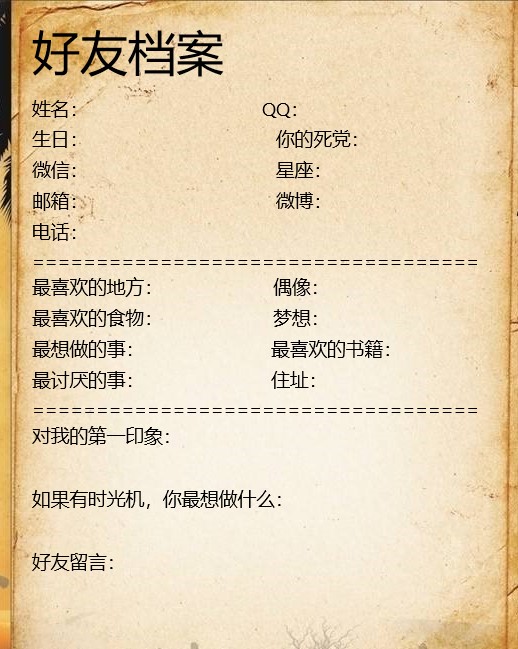 好友档案
姓名： QQ：
生日： 你的死党：
微信： 星座：
邮箱： 微博：
电话：
===================================
最喜欢的地方： 偶像：
最喜欢的食物： 梦想：
最想做的事： 最喜欢的书籍：
最讨厌的事： 住址：
===================================
对我的第一印象：
如果有时光机，你最想做什么：
好友留言：